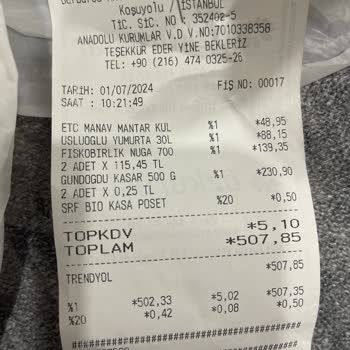 Koşuyolu / İSTANBUL
TİC. SİC. NO : 352402-5
ANADOLU KURUMLAR V.D V.NO:7010338358
TEŞEKKUR EDER YİNE BEKLERİZ
TEL: +90 (216) 474 0325-26
TARİH: 01/07/2024 FİŞ NO: 00017
SAAT : 10:21:49
ETC MANAV MANTAR KUL %1 *48,95
USLUOGLU YUMURTA 30L %1 *88,15
FISKOBIRLIK NUGA 700 %1 *139,35
2 ADET X 115,45 TL
GUNDOGDU KASAR 500 G %1 *230,90
2 ADET X 0,25 TL
SRF BIO KASA POSET %20 *0,50
TOPKDV *5,10
TOPLAM *507,85
TRENDYOL *507,85
%1 *502,33 *5,02 *507,35
%20 *0,42 *0,08 *0,50